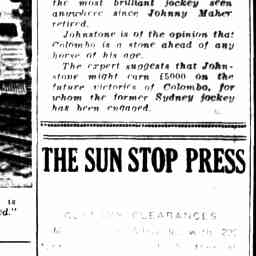 the most brilliant jockey seen
anywhere since Johnny Maher
retired.
Johnstone is of the opinion that
Colombo is a stone ahead of any
horse of his age.
The expert suggests that John-
stone might earn £5000 on the
future victories of Colombo, for
whom the former Sydney jockey
has been engaged.
THE SUN STOP PRESS
CLEARANCES
with